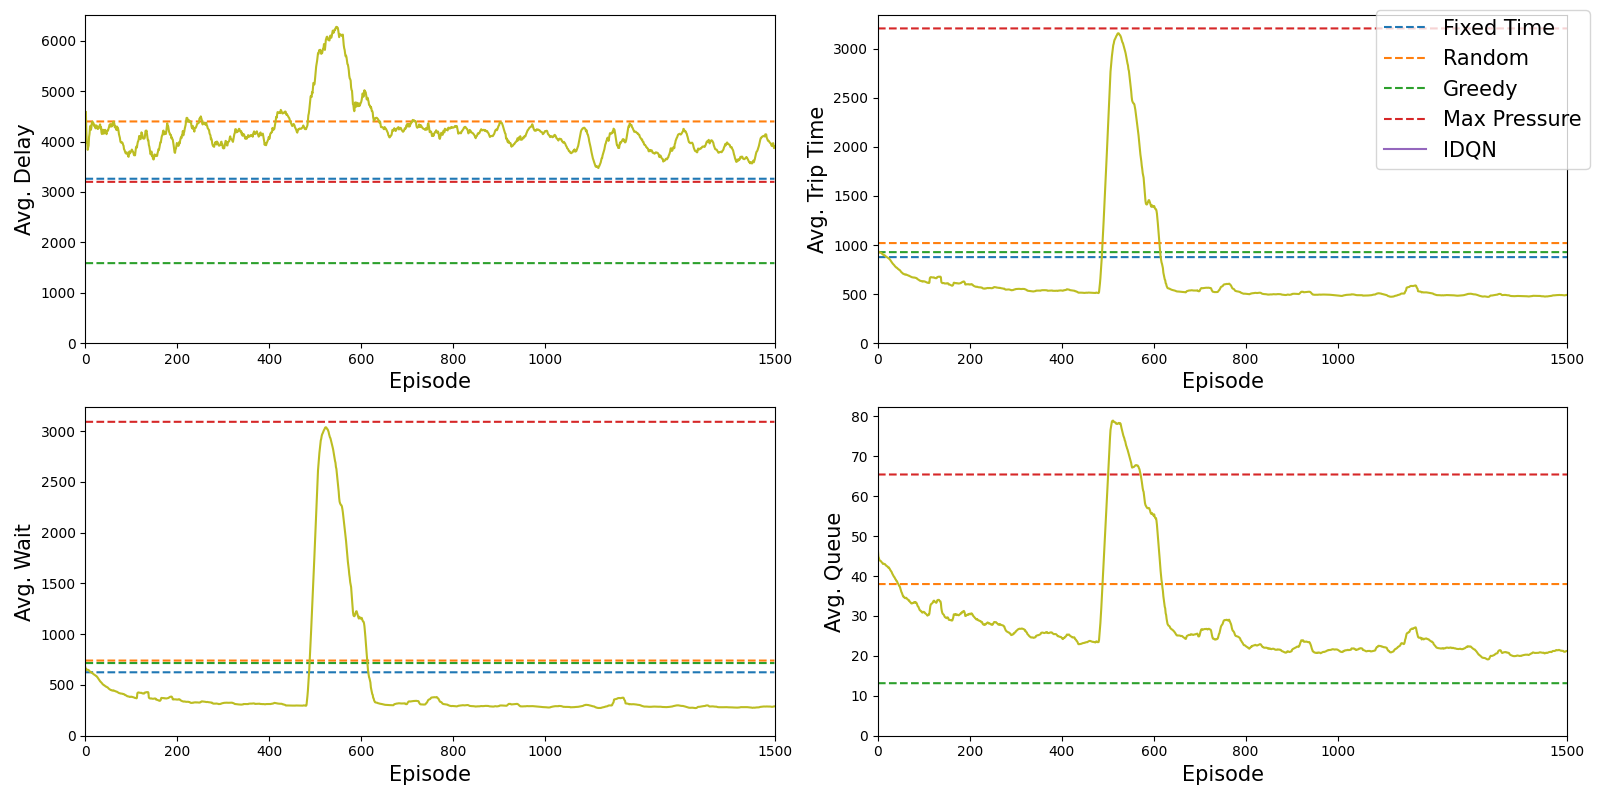 6000
5000
4000
3000
2000
1000
0
Avg. Delay
0 200 400 600 800 1000 1500
Episode
3000
2500
2000
1500
1000
500
0
Avg. Trip Time
0 200 400 600 800 1000 1500
Episode
Fixed Time
Random
Greedy
Max Pressure
IDQN
3000
2500
2000
1500
1000
500
0
Avg. Wait
0 200 400 600 800 1000 1500
Episode
80
70
60
50
40
30
20
10
0
Avg. Queue
0 200 400 600 800 1000 1500
Episode